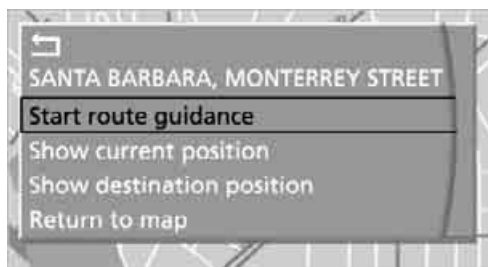 SANTA BARBARA, MONTERREY STREET
Start route guidance
Show current position
Show destination position
Return to map